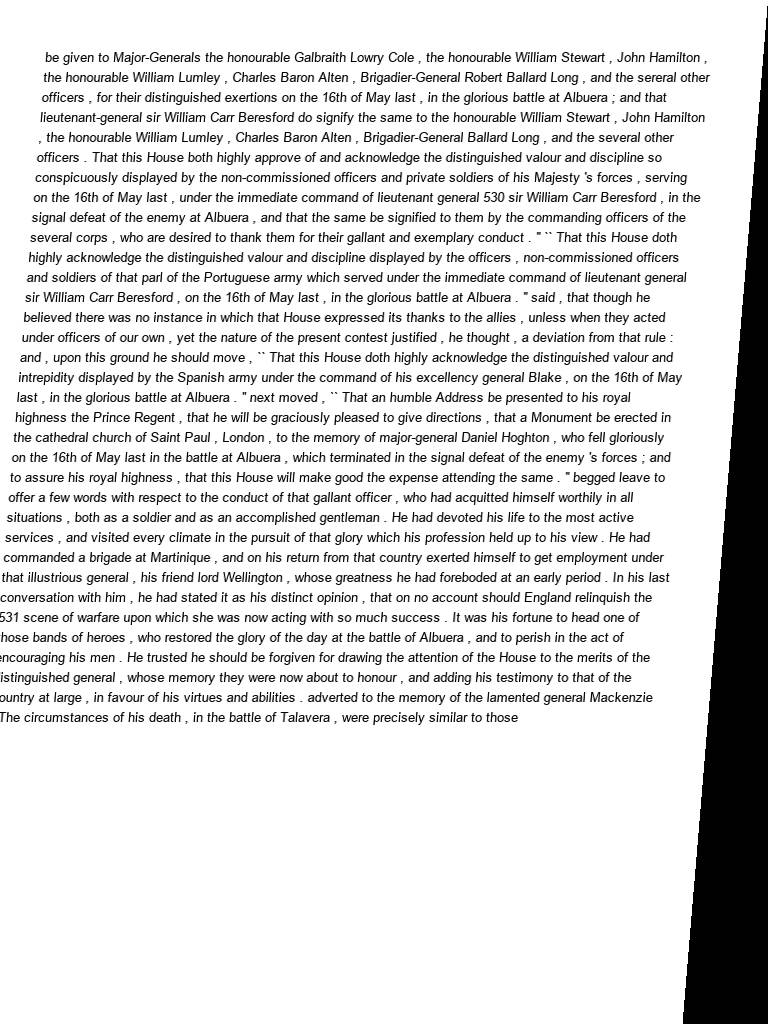 be given to Major-Generals the honourable Galbraith Lowry Cole , the honourable William Stewart , John Hamilton ,
the honourable William Lumley , Charles Baron Alten , Brigadier-General Robert Ballard Long , and the sereral other
officers , for their distinguished exertions on the 16th of May last , in the glorious battle at Albuera ; and that
lieutenant-general sir William Carr Beresford do signify the same to the honourable William Stewart , John Hamilton
, the honourable William Lumley , Charles Baron Alten , Brigadier-General Ballard Long , and the several other
officers . That this House both highly approve of and acknowledge the distinguished valour and discipline so
conspicuously displayed by the non-commissioned officers and private soldiers of his Majesty 's forces , serving
on the 16th of May last , under the immediate command of lieutenant general 530 sir William Carr Beresford , in the
signal defeat of the enemy at Albuera , and that the same be signified to them by the commanding officers of the
several corps , who are desired to thank them for their gallant and exemplary conduct . " `` That this House doth
highly acknowledge the distinguished valour and discipline displayed by the officers , non-commissioned officers
and soldiers of that parl of the Portuguese army which served under the immediate command of lieutenant general
sir William Carr Beresford , on the 16th of May last , in the glorious battle at Albuera . " said , that though he
believed there was no instance in which that House expressed its thanks to the allies , unless when they acted
under officers of our own , yet the nature of the present contest justified , he thought , a deviation from that rule :
and , upon this ground he should move , `` That this House doth highly acknowledge the distinguished valour and
intrepidity displayed by the Spanish army under the command of his excellency general Blake , on the 16th of May
last , in the glorious battle at Albuera . " next moved , `` That an humble Address be presented to his royal
highness the Prince Regent , that he will be graciously pleased to give directions , that a Monument be erected in
the cathedral church of Saint Paul , London , to the memory of major-general Daniel Hoghton , who fell gloriously
on the 16th of May last in the battle at Albuera , which terminated in the signal defeat of the enemy 's forces ; and
to assure his royal highness , that this House will make good the expense attending the same . " begged leave to
offer a few words with respect to the conduct of that gallant officer , who had acquitted himself worthily in all
situations , both as a soldier and as an accomplished gentleman . He had devoted his life to the most active
services , and visited every climate in the pursuit of that glory which his profession held up to his view . He had
commanded a brigade at Martinique , and on his return from that country exerted himself to get employment under
that illustrious general , his friend lord Wellington , whose greatness he had foreboded at an early period . In his last
conversation with him , he had stated it as his distinct opinion , that on no account should England relinquish the
531 scene of warfare upon which she was now acting with so much success . It was his fortune to head one of
those bands of heroes , who restored the glory of the day at the battle of Albuera , and to perish in the act of
encouraging his men . He trusted he should be forgiven for drawing the attention of the House to the merits of the
distinguished general , whose memory they were now about to honour , and adding his testimony to that of the
country at large , in favour of his virtues and abilities . adverted to the memory of the lamented general Mackenzie
The circumstances of his death , in the battle of Talavera , were precisely similar to those